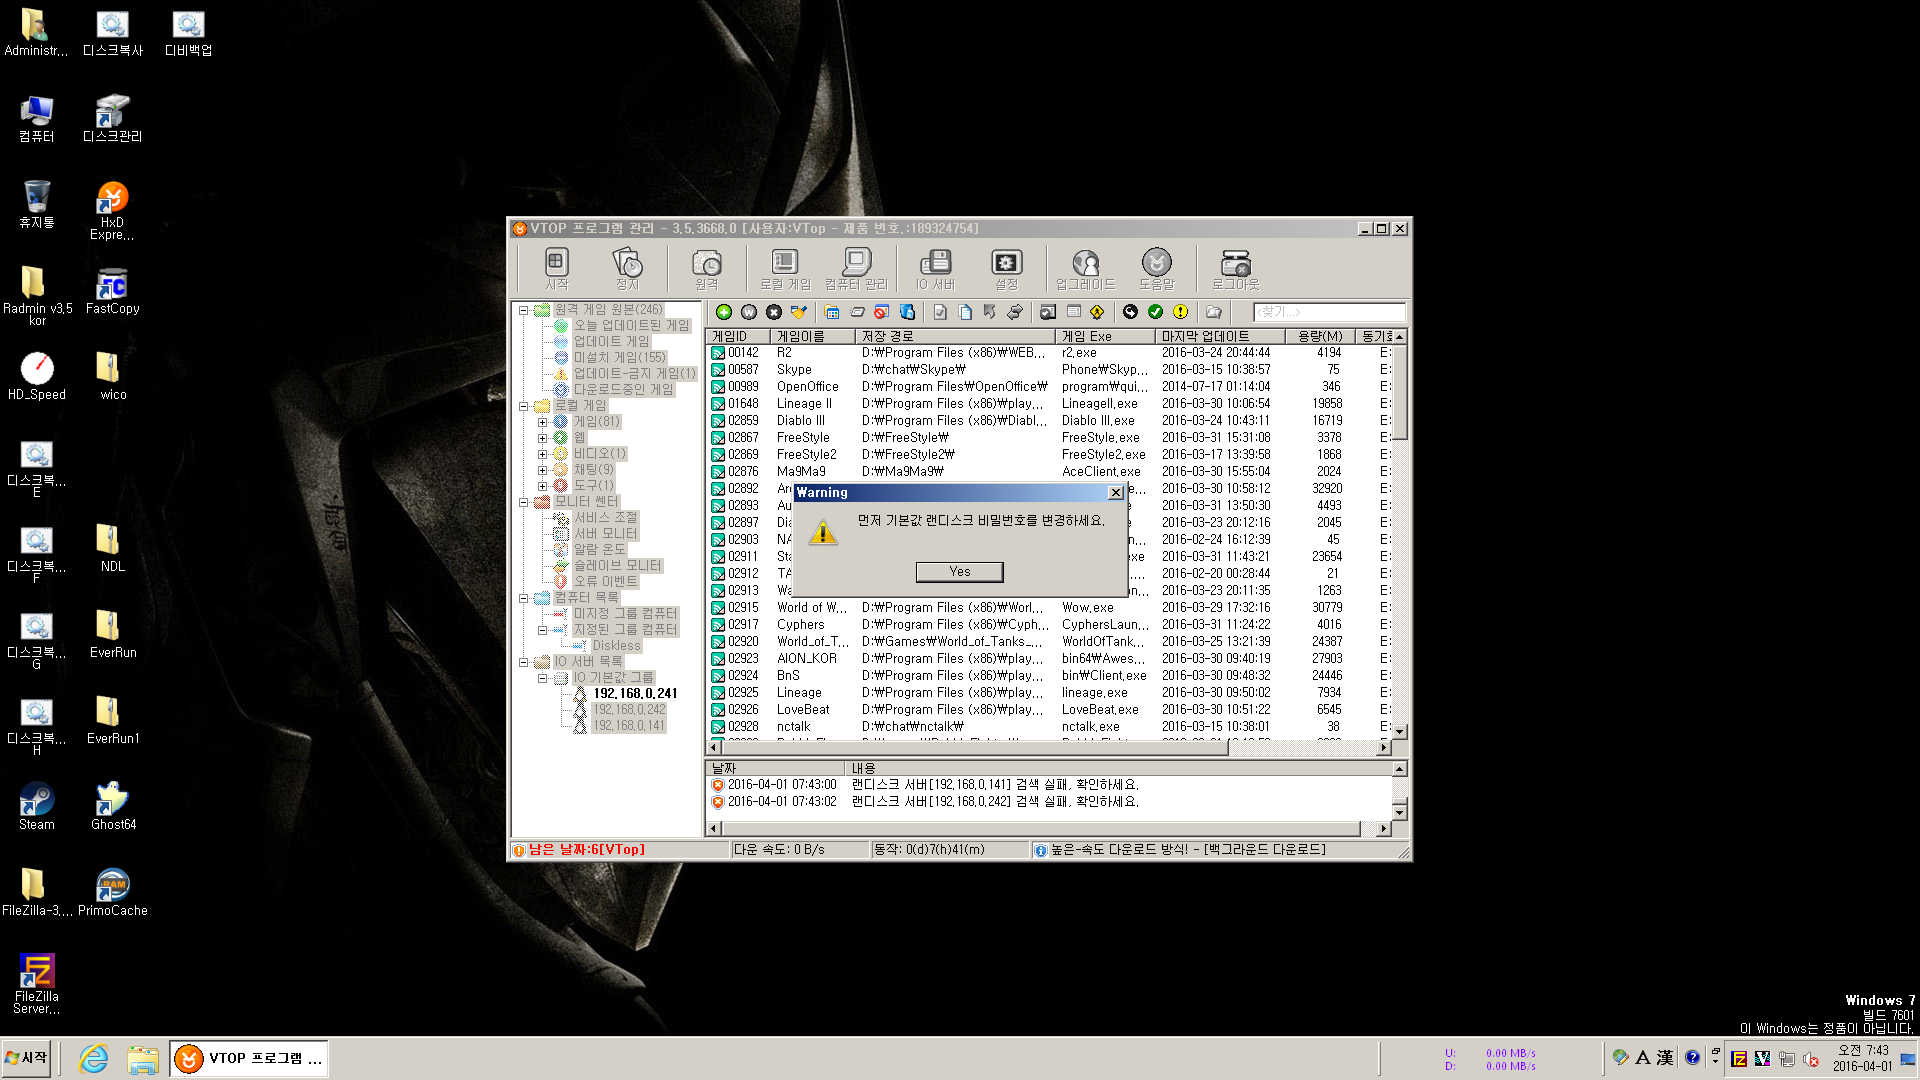 Administr...
디스크복사
디비백업
컴퓨터
디스크관리
휴지통
HxD
Expre...
Radmin v3,5
kor
FastCopy
HD_Speed
wico
디스크복...
E
디스크복...
F
NDL
디스크복...
G
EverRun
디스크복...
H
EverRun1
Steam
Ghost64
FileZilla-3,...
PrimoCache
FileZilla
Server...
VTOP 프로그램 관리 - 3,5,3668,0 [사용자:VTop - 제품 번호,:189324754]
시작
정지
원격
로컬 게임
컴퓨터 관리
IO 서버
설정
업그레이드
도움말
로그아웃
<찾기...>
원격 게임 원본(246)
오늘 업데이트된 게임
업데이트 게임
미설치 게임(155)
업데이트-금지 게임(1)
다운로드중인 게임
로컬 게임
게임(81)
웹
비디오(1)
채팅(9)
도구(1)
모니터 쎈터
서비스 조절
서버 모니터
알람 온도
슬레이브 모니터
오류 이벤트
컴퓨터 목록
미지정 그룹 컴퓨터
지정된 그룹 컴퓨터
Diskless
IO 서버 목록
IO 기본값 그룹
192,168,0,241
192,168,0,242
192,168,0,141
게임ID 게임이름 저장 경로 게임 Exe 마지막 업데이트 용량(M) 동기화
00142 R2 D:₩Program Files (x86)₩WEB... r2,exe 2016-03-24 20:44:44 4194 E:
00587 Skype D:₩chat₩Skype₩ Phone₩Skyp... 2016-03-15 10:38:57 75 E:
00989 OpenOffice D:₩Program Files₩OpenOffice₩ program₩qui... 2014-07-17 01:14:04 346 E:
01648 Lineage II D:₩Program Files (x86)₩play... LineageII,exe 2016-03-30 10:06:54 19858 E:
02859 Diablo III D:₩Program Files (x86)₩Diabl... Diablo III,exe 2016-03-24 10:43:11 16719 E:
02867 FreeStyle D:₩FreeStyle₩ FreeStyle,exe 2016-03-31 15:31:08 3378 E:
02869 FreeStyle2 D:₩FreeStyle2₩ FreeStyle2,exe 2016-03-17 13:39:58 1868 E:
02876 Ma9Ma9 D:₩Ma9Ma9₩ AceClient,exe 2016-03-30 15:55:04 2024 E:
02892 e... 2016-03-30 10:58:12 32920 E:
02893 Au 2016-03-31 13:50:30 4493 E:
02897 Dia 2016-03-23 20:12:16 2045 E:
02903 NA n... 2016-02-24 16:12:39 45 E:
02911 Sta exe 2016-03-31 11:43:21 23654 E:
02912 TA ... 2016-02-20 00:28:44 21 E:
02913 Wa 2016-03-23 20:11:35 1263 E:
02915 World of W... D:₩Program Files (x86)₩Worl... Wow,exe 2016-03-29 17:32:16 30779 E:
02917 Cyphers D:₩Program Files (x86)₩Cyph... CyphersLaun... 2016-03-31 11:24:22 4016 E:
02920 World_of_T... D:₩Games₩World_of_Tanks_... WorldOfTank... 2016-03-25 13:21:39 24387 E:
02923 AION_KOR D:₩Program Files (x86)₩play... bin64₩Awes... 2016-03-30 09:40:19 27903 E:
02924 BnS D:₩Program Files (x86)₩play... bin₩Client,exe 2016-03-30 09:48:32 24446 E:
02925 Lineage D:₩Program Files (x86)₩play... lineage,exe 2016-03-30 09:50:02 7934 E:
02926 LoveBeat D:₩Program Files (x86)₩play... LoveBeat,exe 2016-03-30 10:51:22 6545 E:
02928 nctalk D:₩chat₩nctalk₩ nctalk,exe 2016-03-15 10:38:01 38 E:
Warning
먼저 기본값 랜디스크 비밀번호를 변경하세요,
Yes
날짜 내용
2016-04-01 07:43:00 랜디스크 서버[192,168,0,141] 검색 실패, 확인하세요,
2016-04-01 07:43:02 랜디스크 서버[192,168,0,242] 검색 실패, 확인하세요,
남은 날짜:6[VTop] 다운 속도: 0 B/s 동작: 0(d)7(h)41(m) 높은-속도 다운로드 방식! - [백그라운드 다운로드]
Windows 7
빌드 7601
이 Windows는 정품이 아닙니다,
시작
VTOP 프로그램 ...
U: 0.00 MB/s
D: 0.00 MB/s
A 漢
오전 7:43
2016-04-01